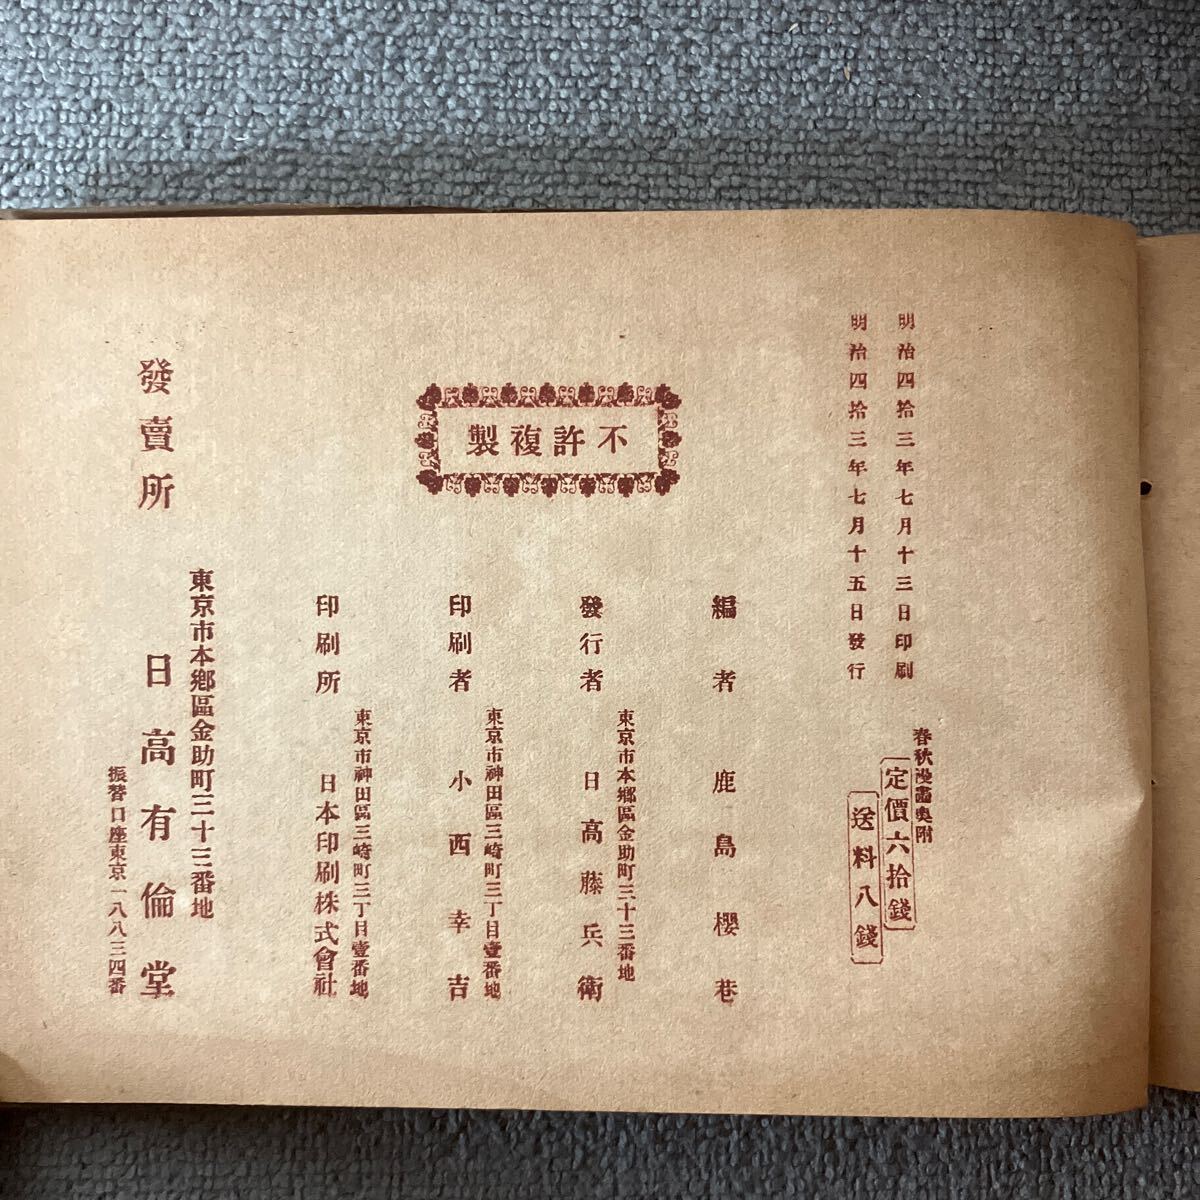 明治四拾三年七月十三日印刷
明治四拾三年七月十五日發行
春秋漫畵奥附
定價六拾錢
送料八錢
不許複製
編者 鹿島櫻巷
東京市本鄕區金助町三十三番地
發行者 日高藤兵衛
東京市神田區三崎町三丁目壹番地
印刷者 小西幸吉
東京市神田區三崎町三丁目壹番地
印刷所 日本印刷株式會社
發賣所
東京市本鄕區金助町三十三番地
日高有倫堂
振替口座東京一八八三四番